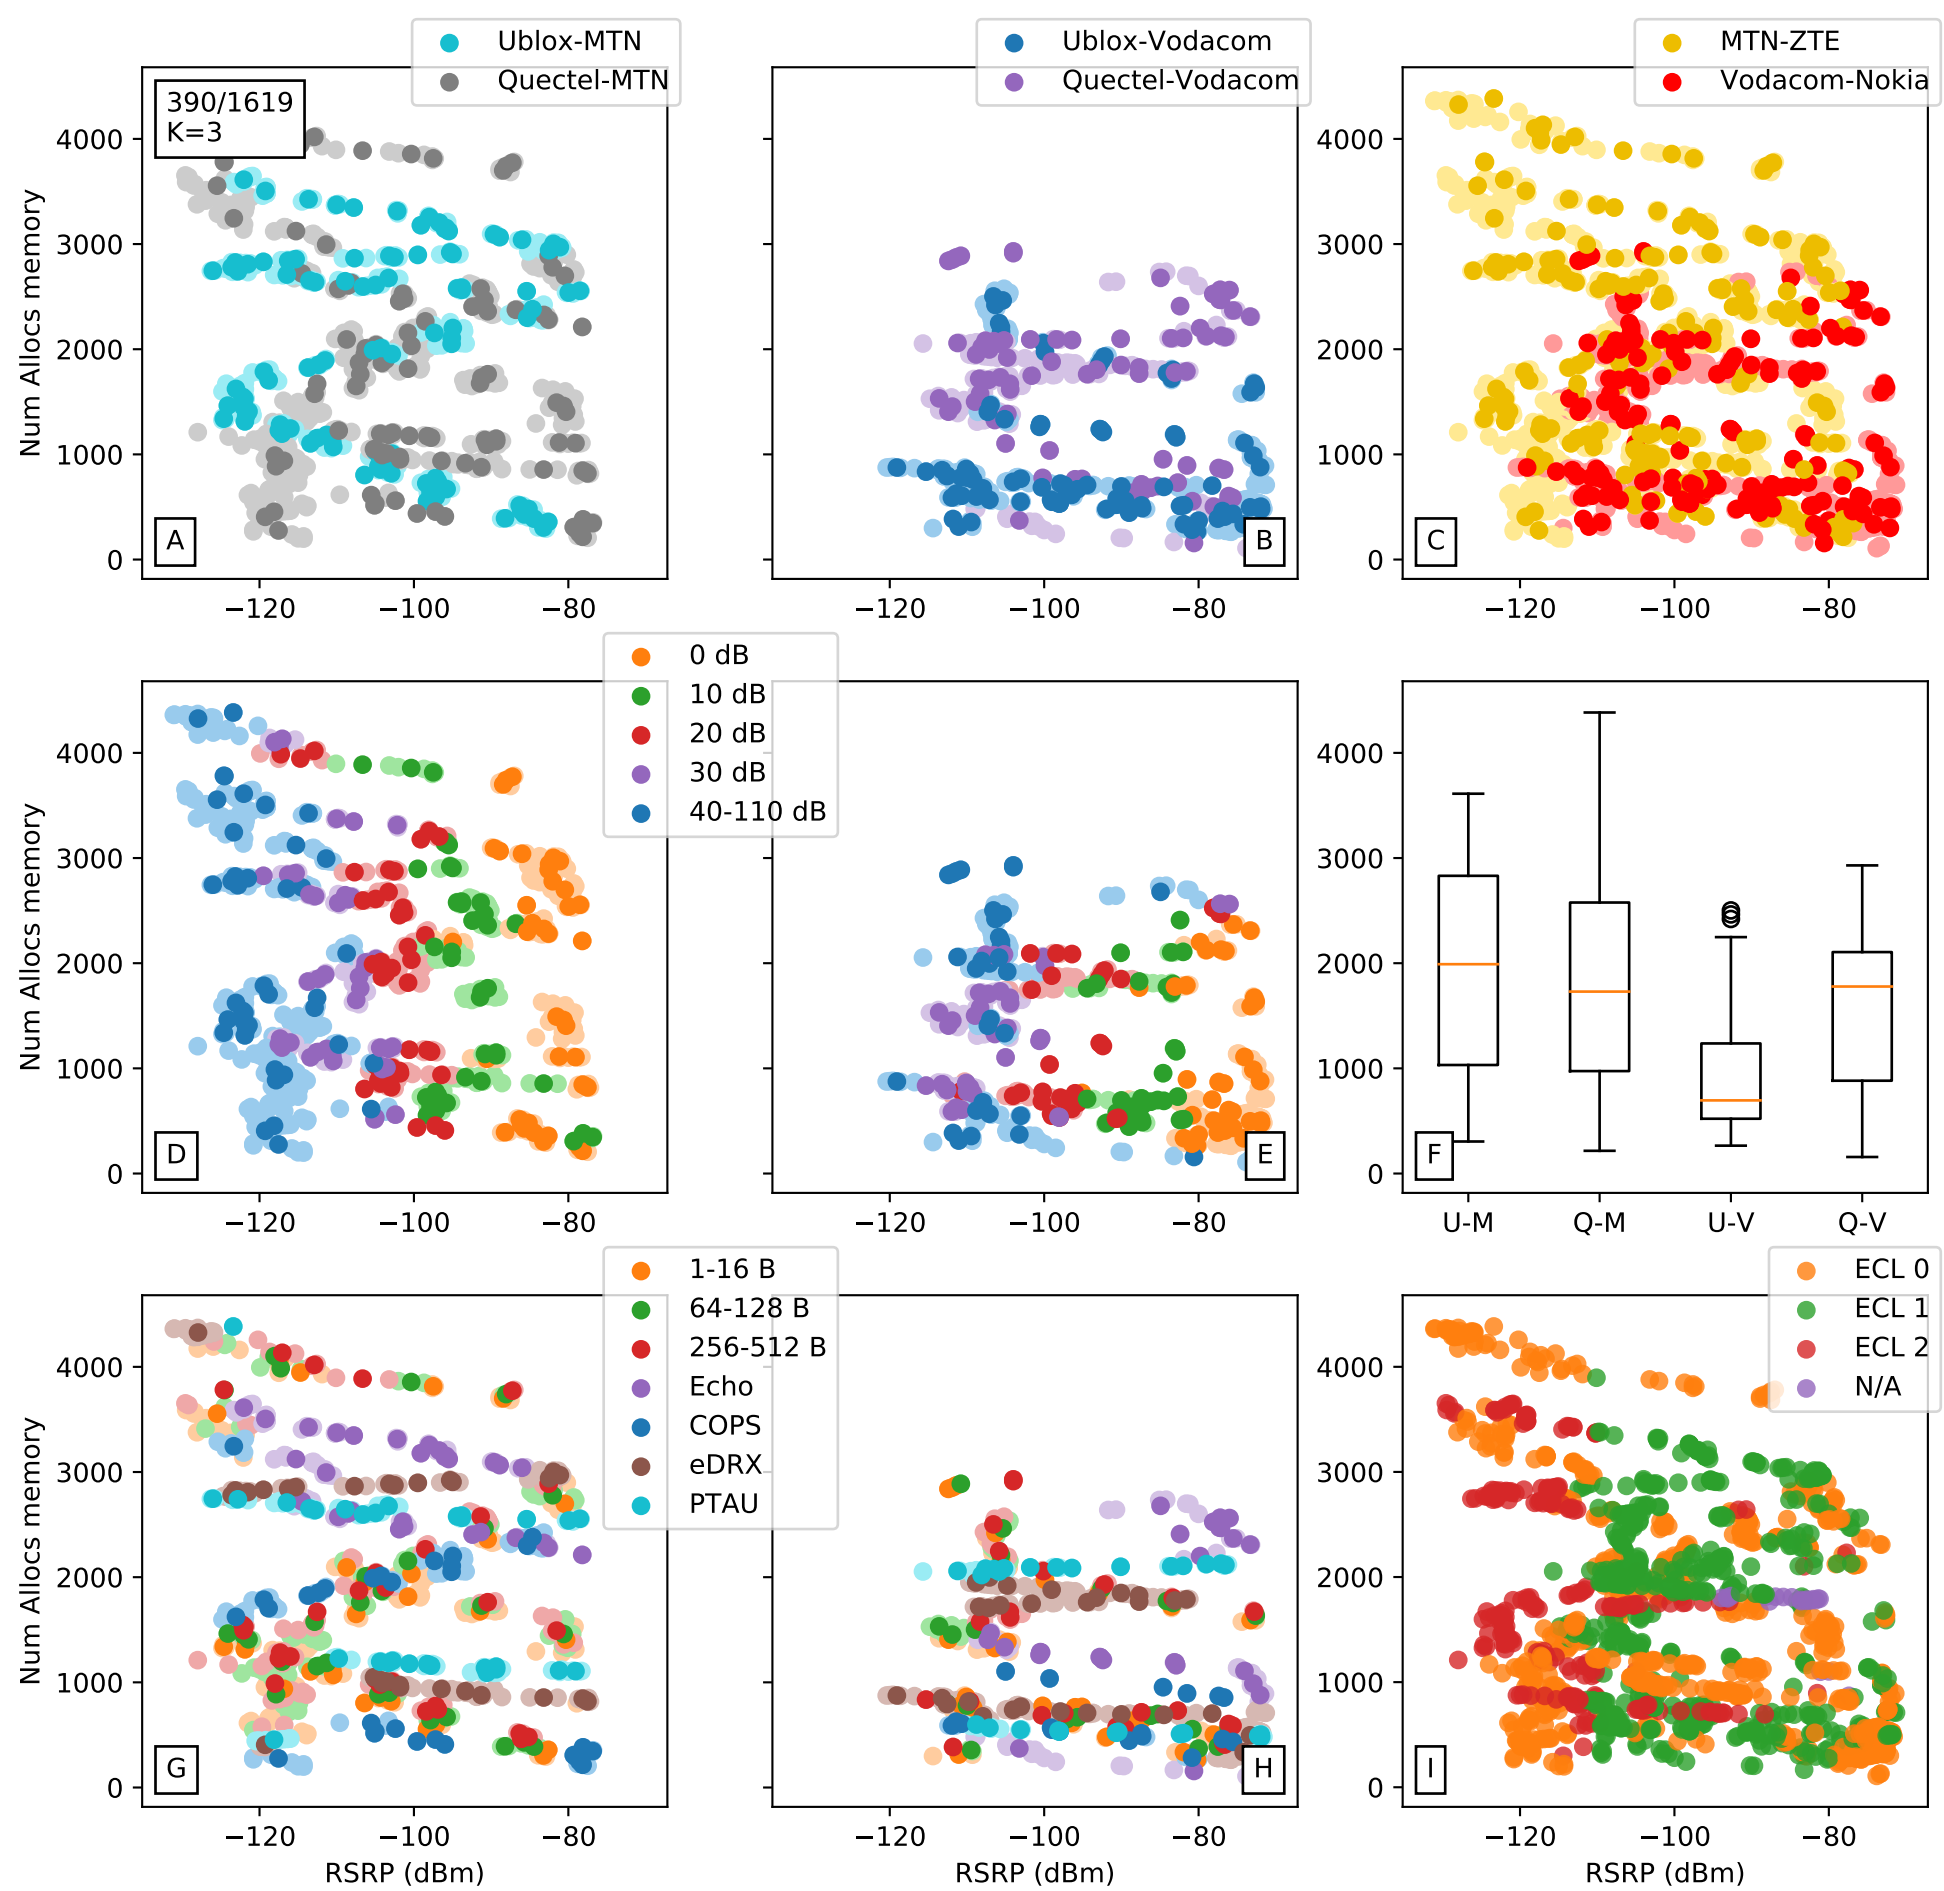 Ublox-MTN
Quectel-MTN
Ublox-Vodacom
Quectel-Vodacom
MTN-ZTE
Vodacom-Nokia
390/1619
K=3
Num Allocs memory
4000
3000
2000
1000
0
A
−120
−100
−80
B
−120
−100
−80
4000
3000
2000
1000
0
C
−120
−100
−80
0 dB
10 dB
20 dB
30 dB
40-110 dB
Num Allocs memory
4000
3000
2000
1000
0
D
−120
−100
−80
E
−120
−100
−80
4000
3000
2000
1000
0
F
U-M
Q-M
U-V
Q-V
1-16 B
64-128 B
256-512 B
Echo
COPS
eDRX
PTAU
ECL 0
ECL 1
ECL 2
N/A
Num Allocs memory
4000
3000
2000
1000
0
G
−120
−100
−80
RSRP (dBm)
H
−120
−100
−80
RSRP (dBm)
4000
3000
2000
1000
0
I
−120
−100
−80
RSRP (dBm)